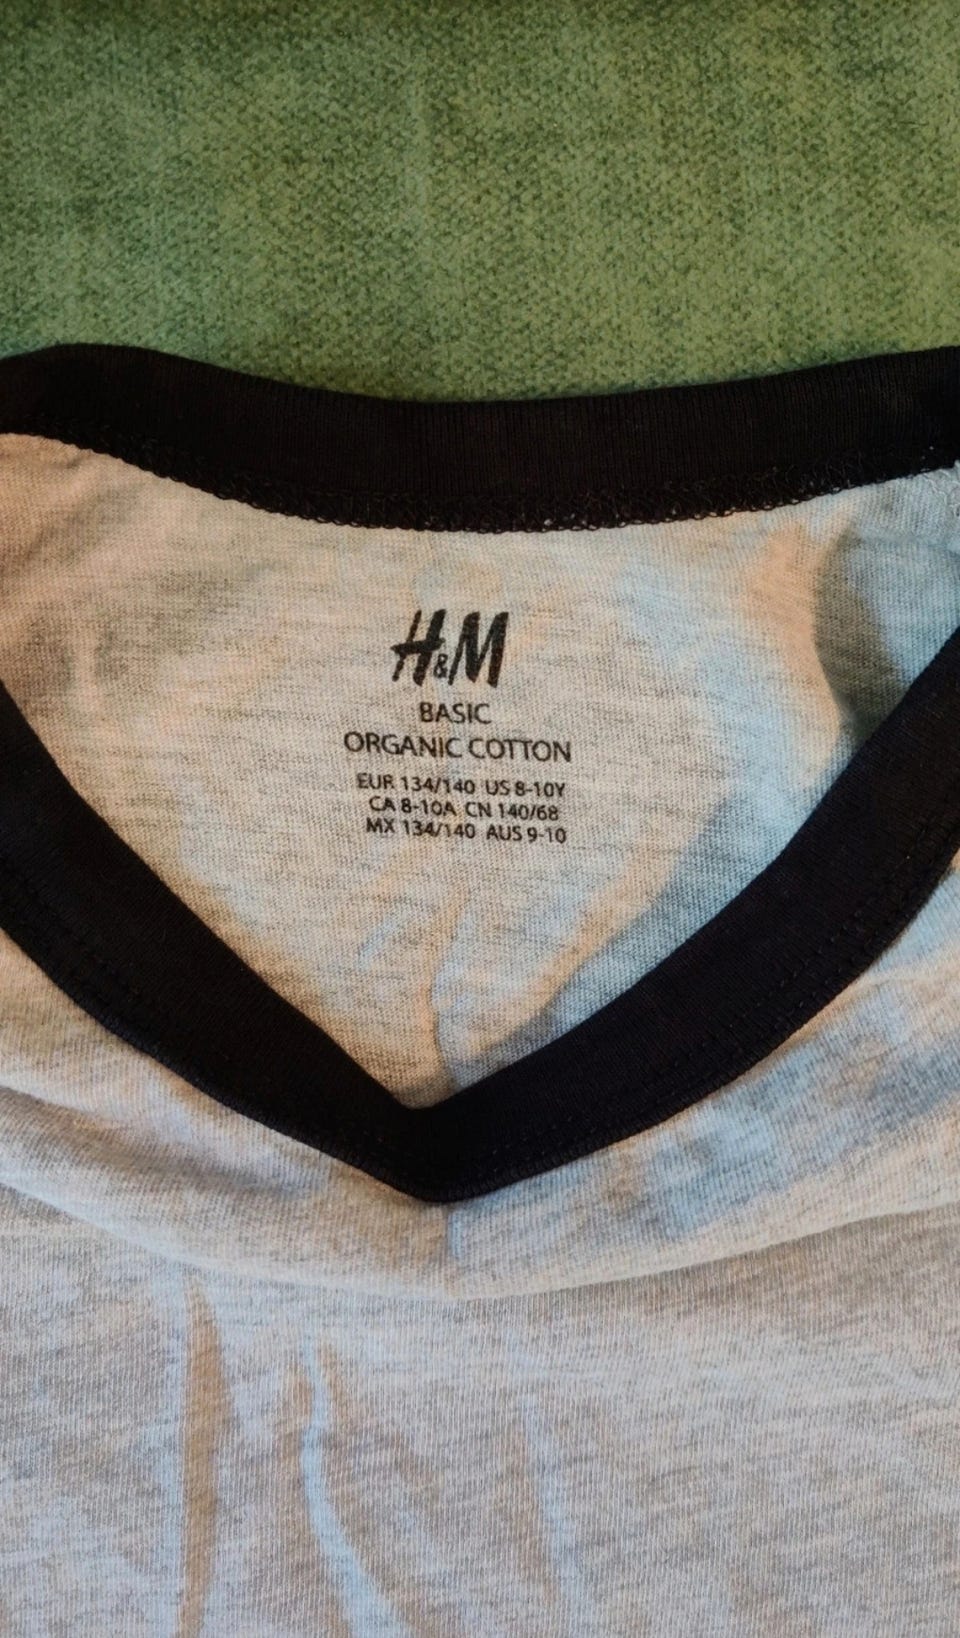 H&M
BASIC
ORGANIC COTTON
EUR 134/140 US 8-10Y
CA 8-10A CN 140/68
MX 134/140 AUS 9-10